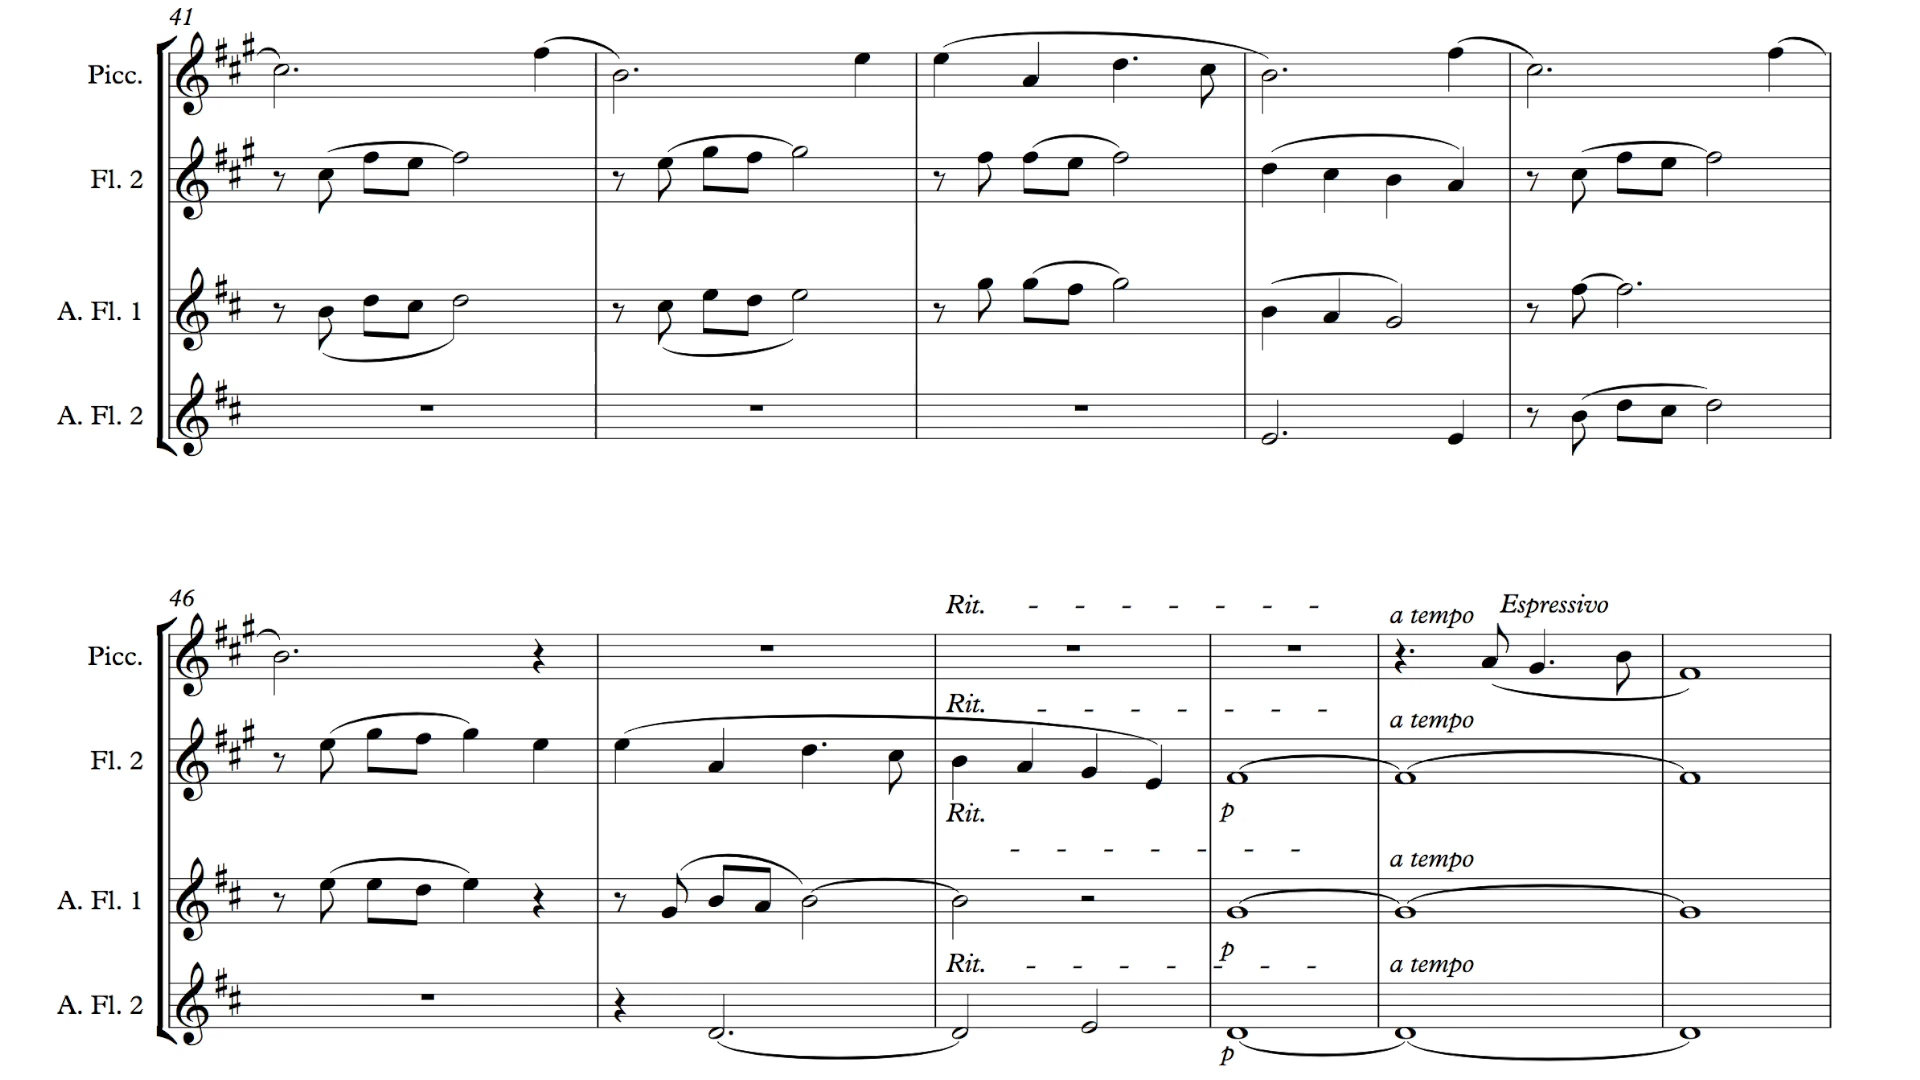 41
Picc.
Fl. 2
A. Fl. 1
A. Fl. 2
46
Rit. - - - - - - -
a tempo Espressivo
Picc.
Rit. - - - - - - -
a tempo
Fl. 2
Rit. - - - - - - -
p
a tempo
A. Fl. 1
p
Rit. - - - - - - -
a tempo
A. Fl. 2
p